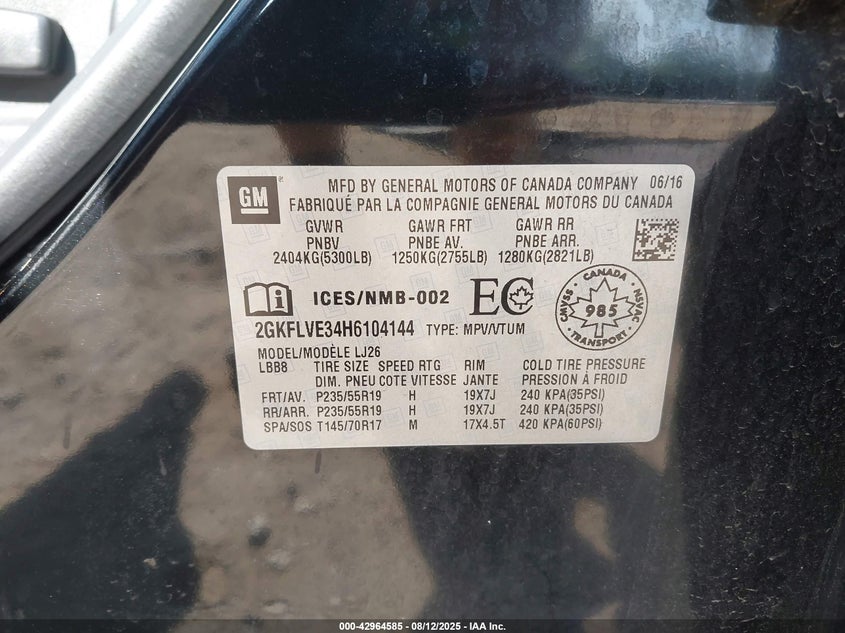 GM
MFD BY GENERAL MOTORS OF CANADA COMPANY 06/16
FABRIQUÉ PAR LA COMPAGNIE GENERAL MOTORS DU CANADA
GVWR GAWR FRT GAWR RR
PNBV PNBE AV. PNBE ARR.
2404KG(5300LB) 1250KG(2755LB) 1280KG(2821LB)
ICES/NMB-002 EC
CANADA CMVSS NSVAC 985 TRANSPORT
2GKFLVE34H6104144 TYPE: MPV/VTUM
MODEL/MODÈLE LJ26
LBB8 TIRE SIZE SPEED RTG RIM COLD TIRE PRESSURE
DIM. PNEU COTE VITESSE JANTE PRESSION À FROID
FRT/AV. P235/55R19 H 19X7J 240 KPA(35PSI)
RR/ARR. P235/55R19 H 19X7J 240 KPA(35PSI)
SPA/SOS T145/70R17 M 17X4.5T 420 KPA(60PSI)
000-42964585 - 08/12/2025 - IAA Inc.